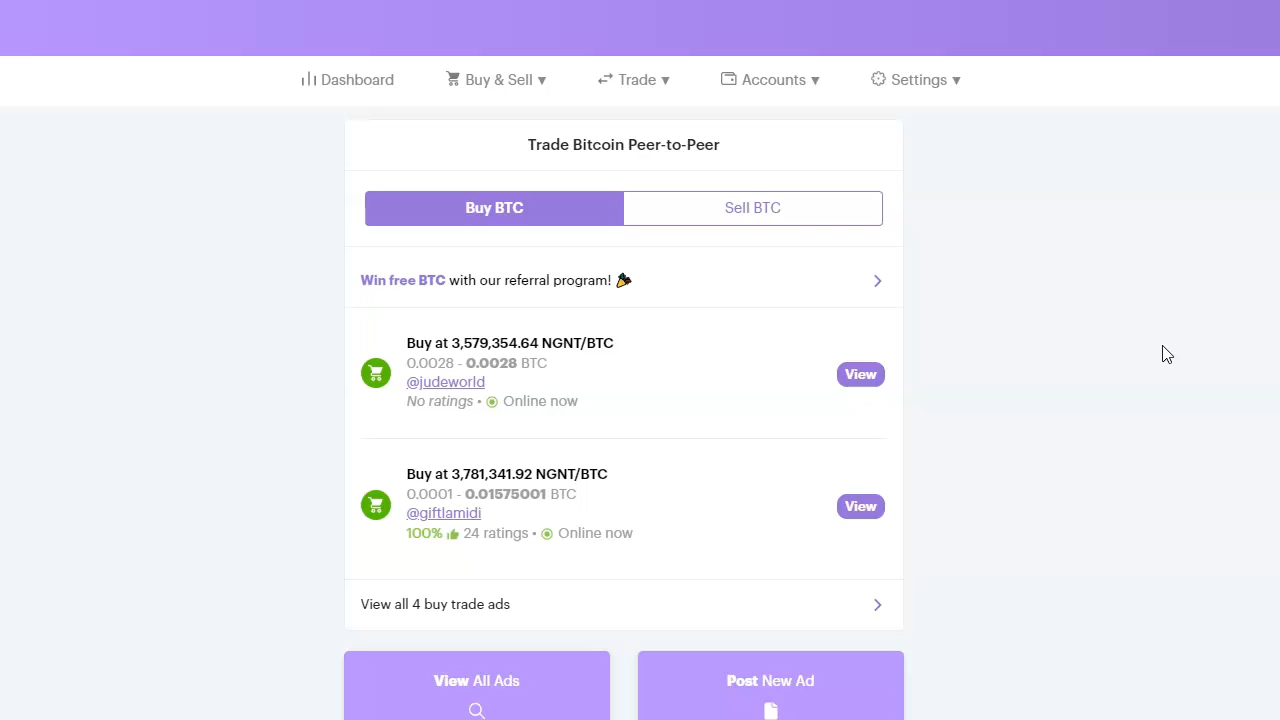 Dashboard Buy & Sell ▼ Trade ▼ Accounts ▼ Settings ▼
Trade Bitcoin Peer-to-Peer
Buy BTC Sell BTC
Win free BTC with our referral program! 🎉
Buy at 3,579,354.64 NGNT/BTC
0.0028 - 0.0028 BTC
@judeworld
No ratings • Online now
View
Buy at 3,781,341.92 NGNT/BTC
0.0001 - 0.01575001 BTC
@giftlamidi
100% 24 ratings • Online now
View
View all 4 buy trade ads
View All Ads
Post New Ad